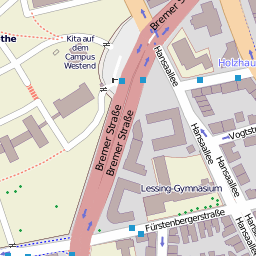 Bremer Straße
the
Kita auf
dem
Campus
Westend
Hansaallee
Holzhau
Bremer Straße
Bremer Straße
Hansaallee
Vogtstr
Hansaallee
Lessing-Gymnasium
Fürstenbergerstraße